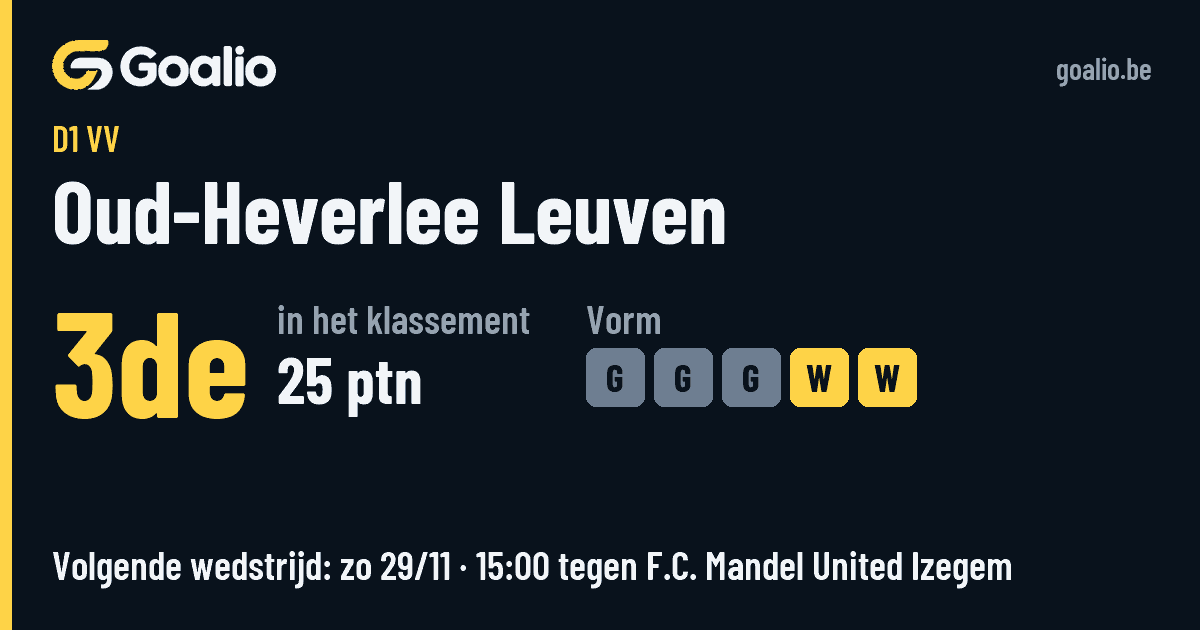 Goalio
goalio.be
D1 VV
Oud-Heverlee Leuven
3de
in het klassement
25 ptn
Vorm
G G G W W
Volgende wedstrijd: zo 29/11 · 15:00 tegen F.C. Mandel United Izegem